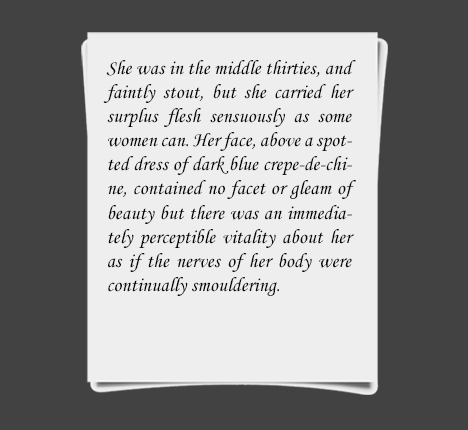 She was in the middle thirties, and
faintly stout, but she carried her
surplus flesh sensuously as some
women can. Her face, above a spot-
ted dress of dark blue crepe-de-chi-
ne, contained no facet or gleam of
beauty but there was an immedia-
tely perceptible vitality about her
as if the nerves of her body were
continually smouldering.